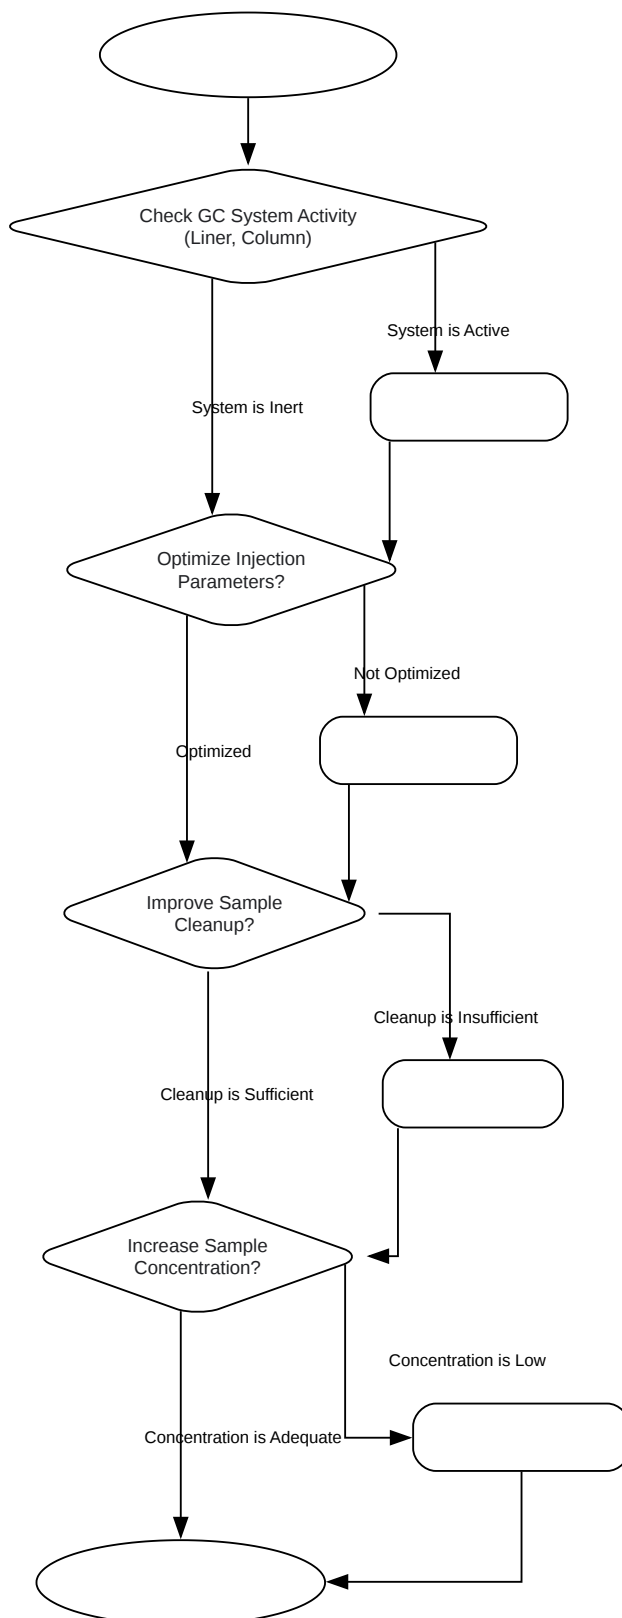 Check GC System Activity
(Liner, Column)
System is Active
System is Inert
Optimize Injection
Parameters?
Not Optimized
Optimized
Improve Sample
Cleanup?
Cleanup is Insufficient
Cleanup is Sufficient
Increase Sample
Concentration?
Concentration is Low
Concentration is Adequate